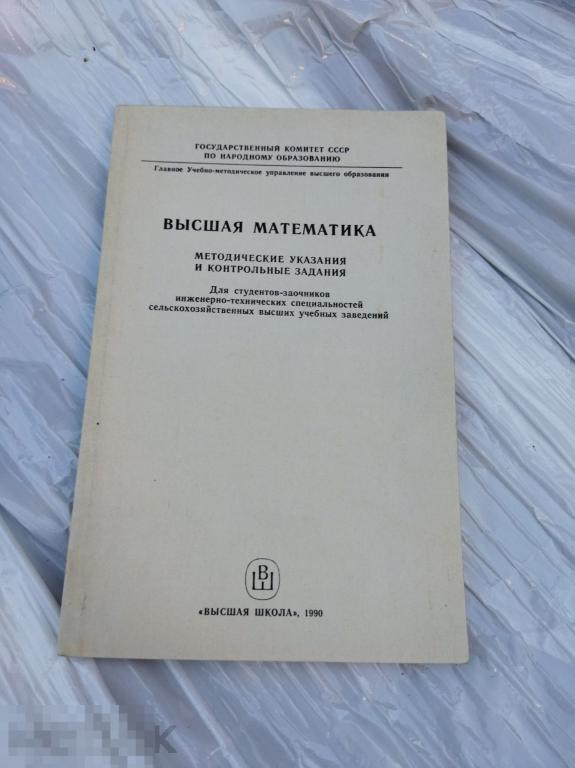 ГОСУДАРСТВЕННЫЙ КОМИТЕТ СССР
ПО НАРОДНОМУ ОБРАЗОВАНИЮ
Главное Учебно-методическое управление высшего образования
ВЫСШАЯ МАТЕМАТИКА
МЕТОДИЧЕСКИЕ УКАЗАНИЯ
И КОНТРОЛЬНЫЕ ЗАДАНИЯ
Для студентов-заочников
инженерно-технических специальностей
сельскохозяйственных высших учебных заведений
ВШ
«ВЫСШАЯ ШКОЛА», 1990